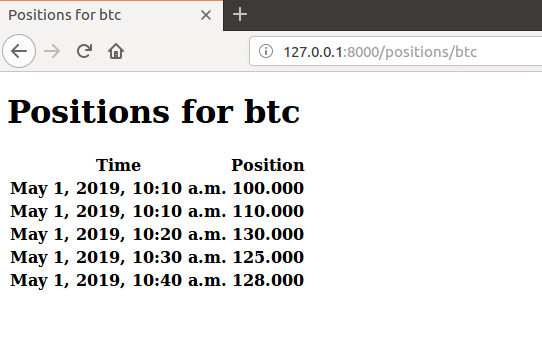 Positions for btc
127.0.0.1:8000/positions/btc
Positions for btc
Time Position
May 1, 2019, 10:10 a.m. 100.000
May 1, 2019, 10:10 a.m. 110.000
May 1, 2019, 10:20 a.m. 130.000
May 1, 2019, 10:30 a.m. 125.000
May 1, 2019, 10:40 a.m. 128.000